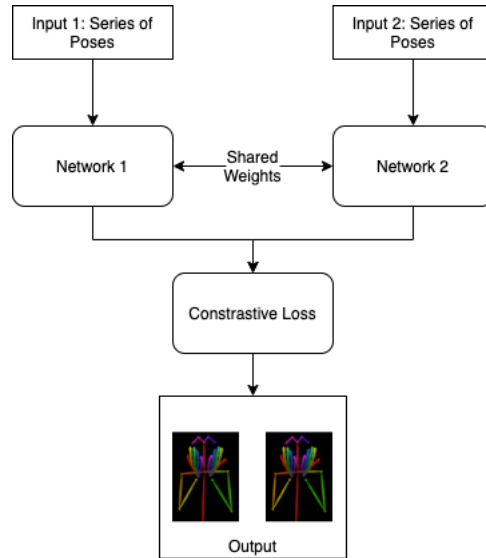 Input 1: Series of
Poses
Input 2: Series of
Poses
Network 1
Shared
Weights
Network 2
Constrastive Loss
Output